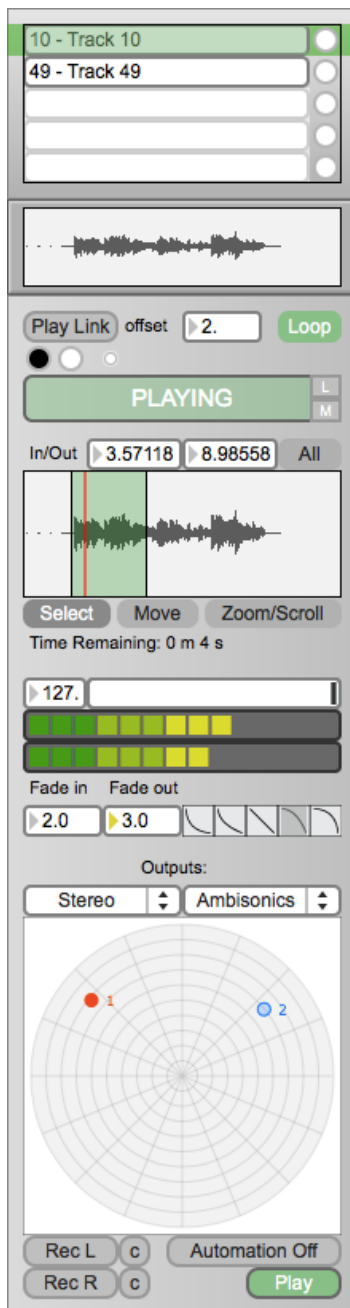 10 - Track 10
49 - Track 49
Play Link offset 2. Loop
PLAYING L
M
In/Out 3.57118 8.98558 All
Select Move Zoom/Scroll
Time Remaining: 0 m 4 s
127.
Fade in Fade out
2.0 3.0
Outputs:
Stereo Ambisonics
1
2
Rec L c Automation Off
Rec R c Play